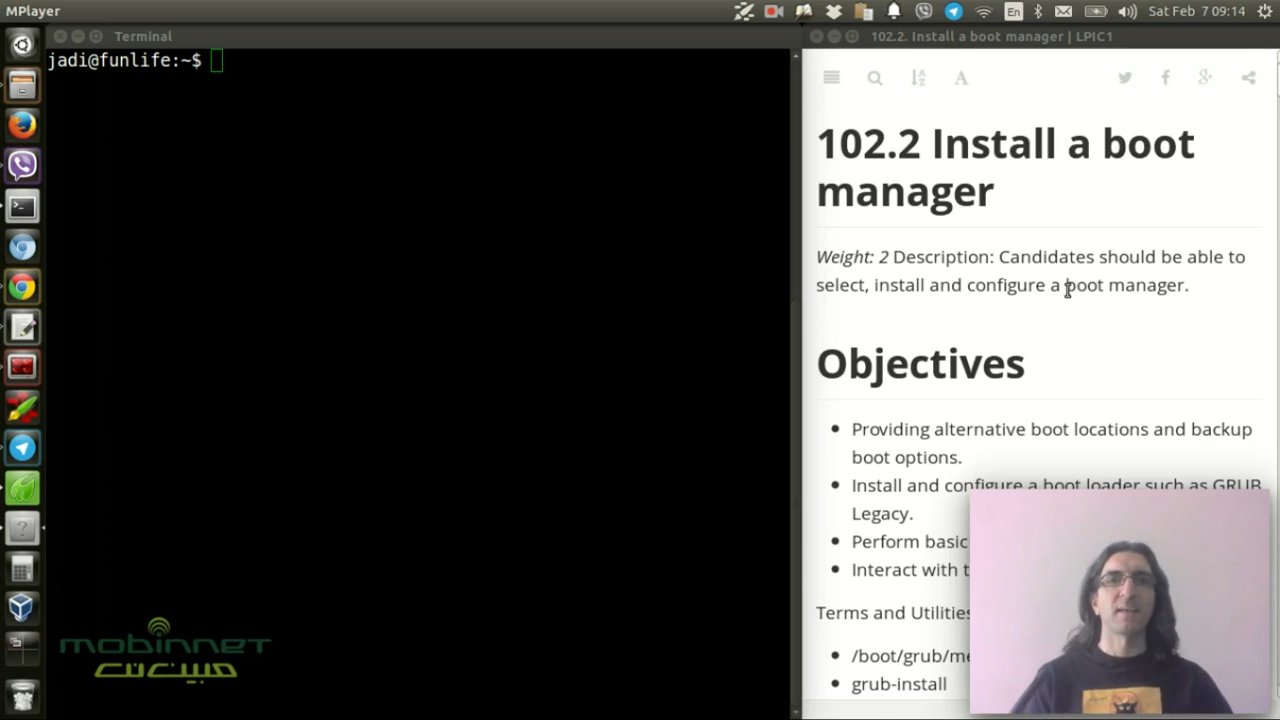 MPlayer
En
Sat Feb 7 09:14
Terminal
102.2. Install a boot manager | LPIC1
jadi@funlife:~$
102.2 Install a boot
manager
Weight: 2 Description: Candidates should be able to
select, install and configure a boot manager.
Objectives
Providing alternative boot locations and backup
boot options.
Install and configure a boot loader such as GRUB
Legacy.
Perform basic
Interact with t
Terms and Utilities
/boot/grub/me
grub-install
mobinnet
مبین‌نت